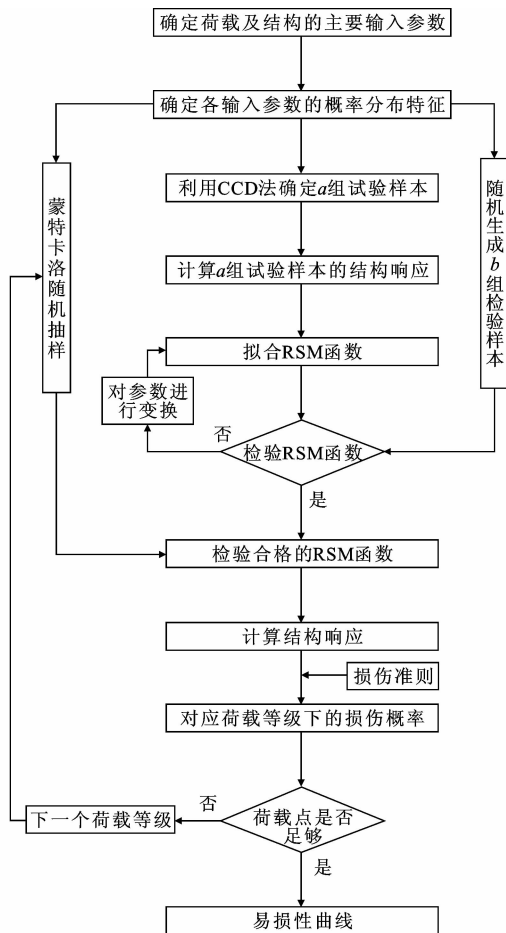 确定荷载及结构的主要输入参数
确定各输入参数的概率分布特征
利用CCD法确定a组试验样本
蒙特卡洛随机抽样
随机生成b组检验样本
计算a组试验样本的结构响应
拟合RSM函数
对参数进
行变换
否
检验RSM函数
是
检验合格的RSM函数
计算结构响应
损伤准则
对应荷载等级下的损伤概率
下一个荷载等级
否
荷载点是否
足够
是
易损性曲线